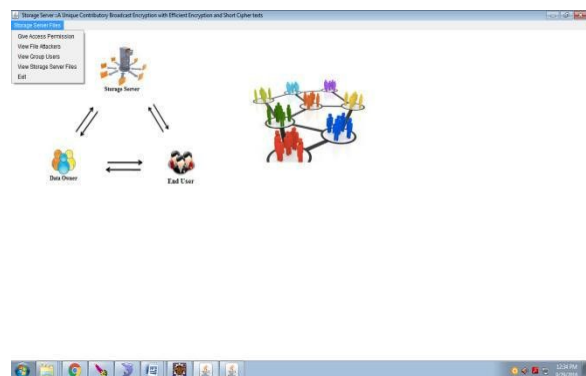 Storage Server ::A Unique Contributory Broadcast Encryption with Efficient Encryption and Short Cipher texts
Storage Server Files
Give Access Permission
View File Attackers
View Group Users
View Storage Server Files
Exit
Storage Server
Data Owner
End User
12:34 PM